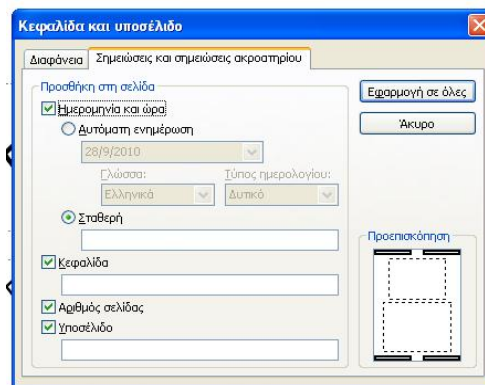 Κεφαλίδα και υποσέλιδο
Διαφάνεια Σημειώσεις και σημειώσεις ακροατηρίου
Προσθήκη στη σελίδα
Ημερομηνία και ώρα
Αυτόματη ενημέρωση
28/9/2010
Γλώσσα: Τύπος ημερολογίου:
Ελληνικά Δυτικό
Σταθερή
Κεφαλίδα
Αριθμός σελίδας
Υποσέλιδο
Εφαρμογή σε όλες
Άκυρο
Προεπισκόπηση